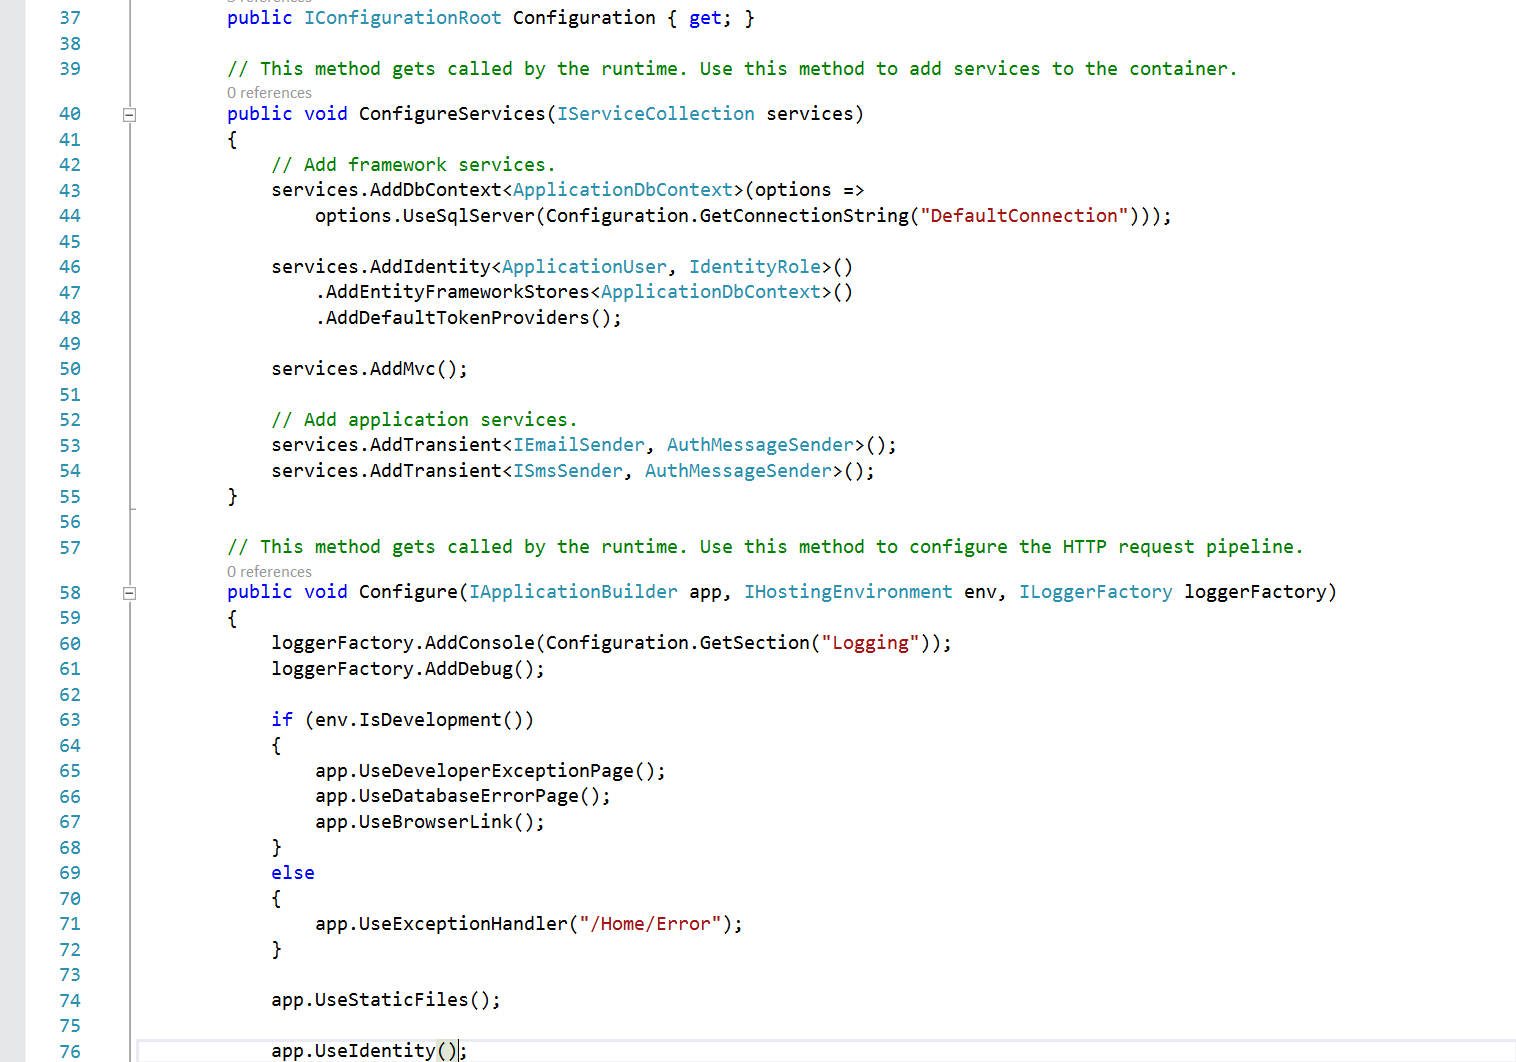 37 public IConfigurationRoot Configuration { get; }
38
39 // This method gets called by the runtime. Use this method to add services to the container.
0 references
40 public void ConfigureServices(IServiceCollection services)
41 {
42 // Add framework services.
43 services.AddDbContext<ApplicationDbContext>(options =>
44 options.UseSqlServer(Configuration.GetConnectionString("DefaultConnection")));
45
46 services.AddIdentity<ApplicationUser, IdentityRole>()
47 .AddEntityFrameworkStores<ApplicationDbContext>()
48 .AddDefaultTokenProviders();
49
50 services.AddMvc();
51
52 // Add application services.
53 services.AddTransient<IEmailSender, AuthMessageSender>();
54 services.AddTransient<ISmsSender, AuthMessageSender>();
55 }
56
57 // This method gets called by the runtime. Use this method to configure the HTTP request pipeline.
0 references
58 public void Configure(IApplicationBuilder app, IHostingEnvironment env, ILoggerFactory loggerFactory)
59 {
60 loggerFactory.AddConsole(Configuration.GetSection("Logging"));
61 loggerFactory.AddDebug();
62
63 if (env.IsDevelopment())
64 {
65 app.UseDeveloperExceptionPage();
66 app.UseDatabaseErrorPage();
67 app.UseBrowserLink();
68 }
69 else
70 {
71 app.UseExceptionHandler("/Home/Error");
72 }
73
74 app.UseStaticFiles();
75
76 app.UseIdentity();